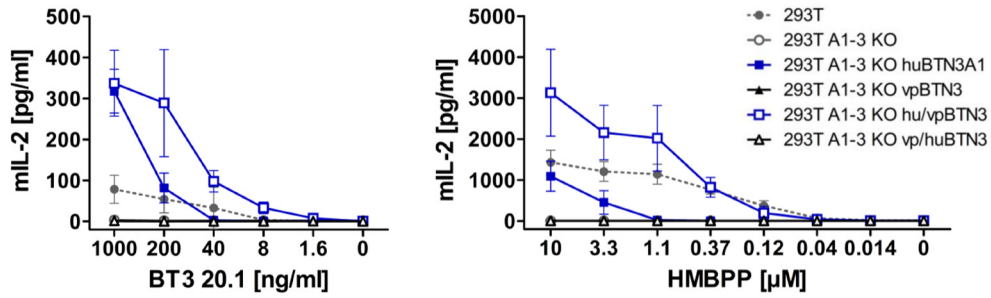 500
400
300
200
100
0
mIL-2 [pg/ml]
1000 200 40 8 1.6 0
BT3 20.1 [ng/ml]
5000
4000
3000
2000
1000
0
mIL-2 [pg/ml]
10 3.3 1.1 0.37 0.12 0.04 0.014 0
HMBPP [µM]
293T
293T A1-3 KO
293T A1-3 KO huBTN3A1
293T A1-3 KO vpBTN3
293T A1-3 KO hu/vpBTN3
293T A1-3 KO vp/huBTN3